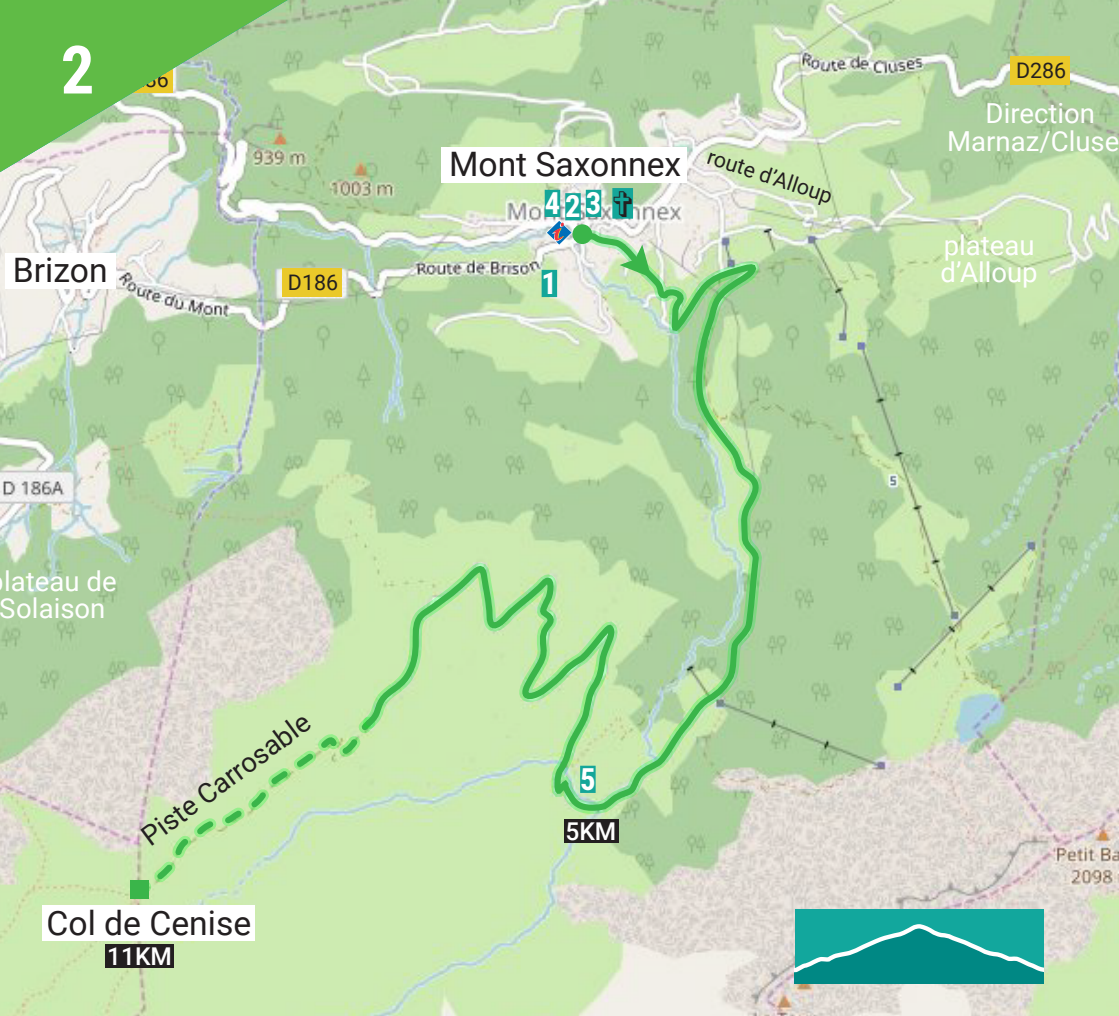 2
Route de Cluses
D286
Direction
Marnaz/Cluse
939 m
1003 m
Mont Saxonnex
route d'Alloup
4 2 3
Brizon
Route du Mont
D186
Route de Brison
1
plateau
d'Alloup
D 186A
5
plateau de
Solaison
Piste Carrosable
5
5KM
Petit Ba
2098
Col de Cenise
11KM